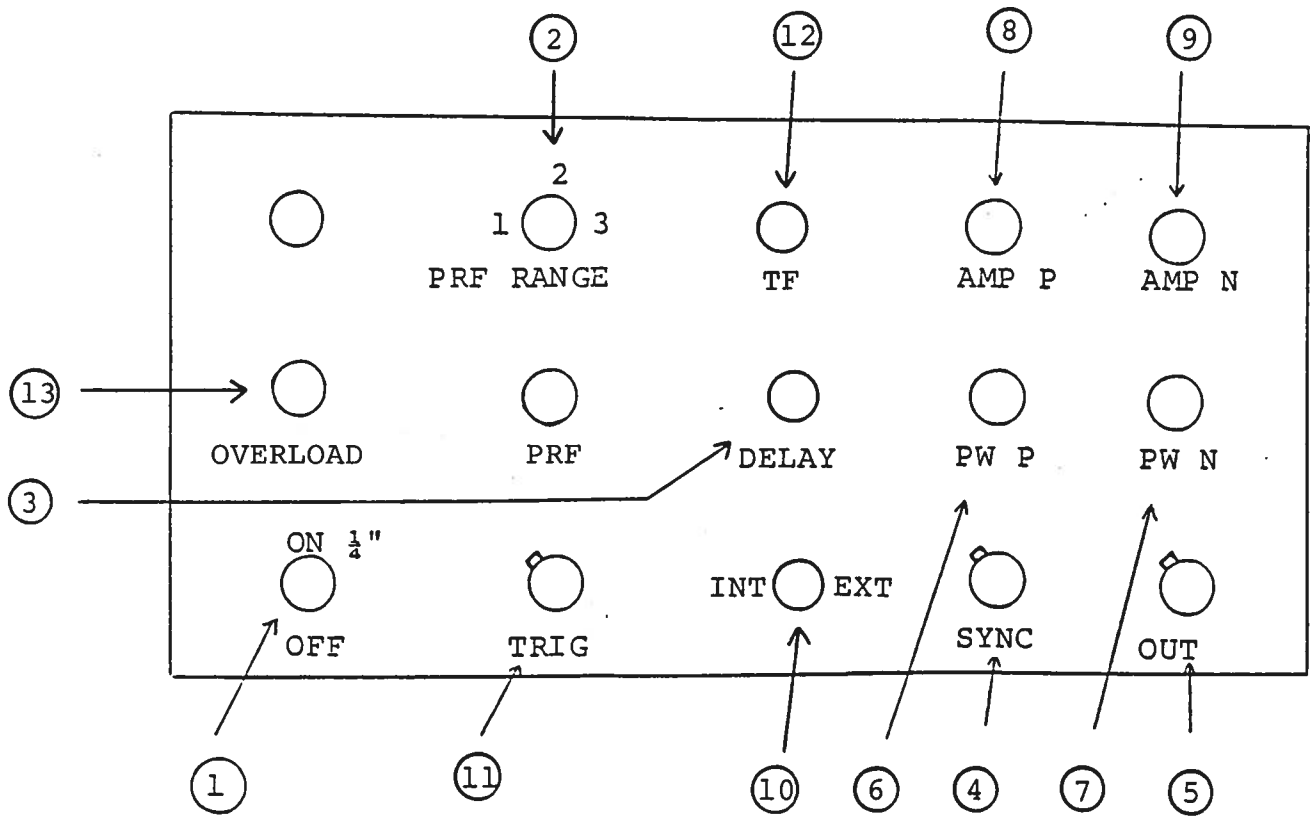 2 12 8 9
2
1 3
PRF RANGE TF AMP P AMP N
13
OVERLOAD PRF DELAY PW P PW N
3
ON ¼"
INT EXT
OFF TRIG SYNC OUT
1 11 10 6 4 7 5